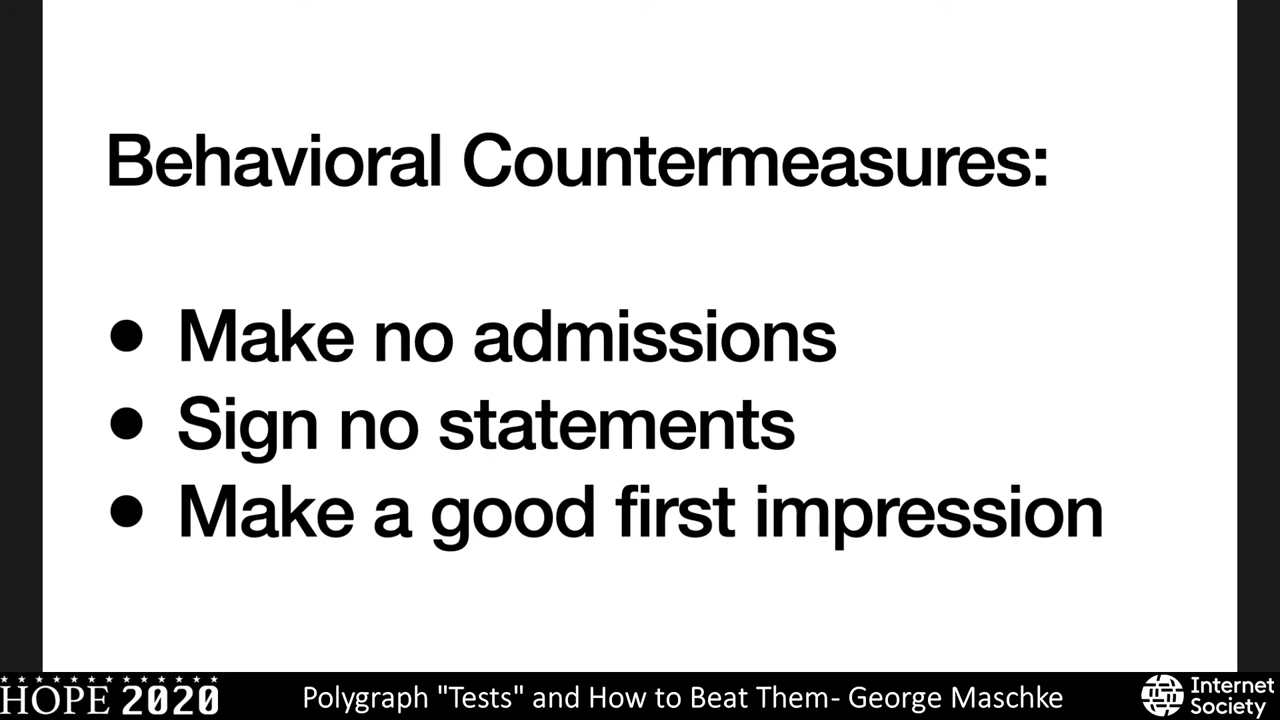 Behavioral Countermeasures:
• Make no admissions
• Sign no statements
• Make a good first impression
HOPE 2020
Polygraph "Tests" and How to Beat Them- George Maschke
Internet
Society